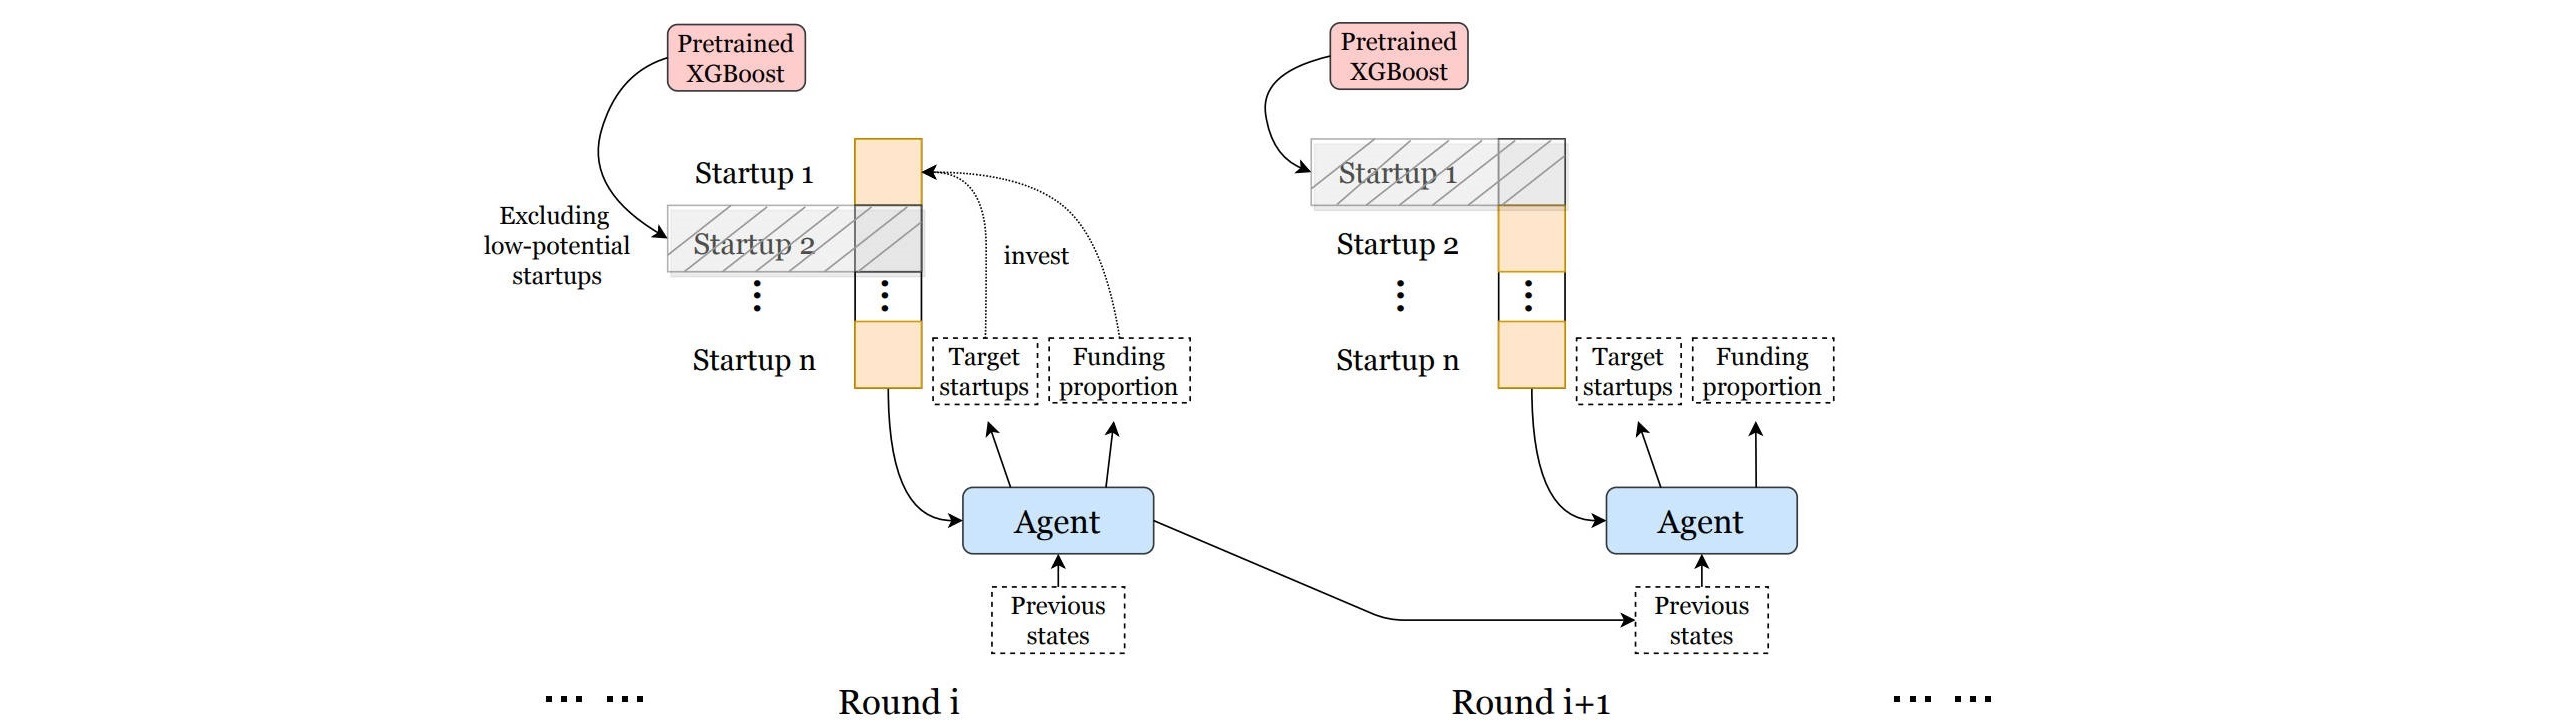 Pretrained
XGBoost
Startup 1
Excluding
low-potential
startups
Startup 2
invest
Startup n
Target
startups
Funding
proportion
Agent
Previous
states
Round i
Pretrained
XGBoost
Startup 1
Startup 2
Startup n
Target
startups
Funding
proportion
Agent
Previous
states
Round i+1